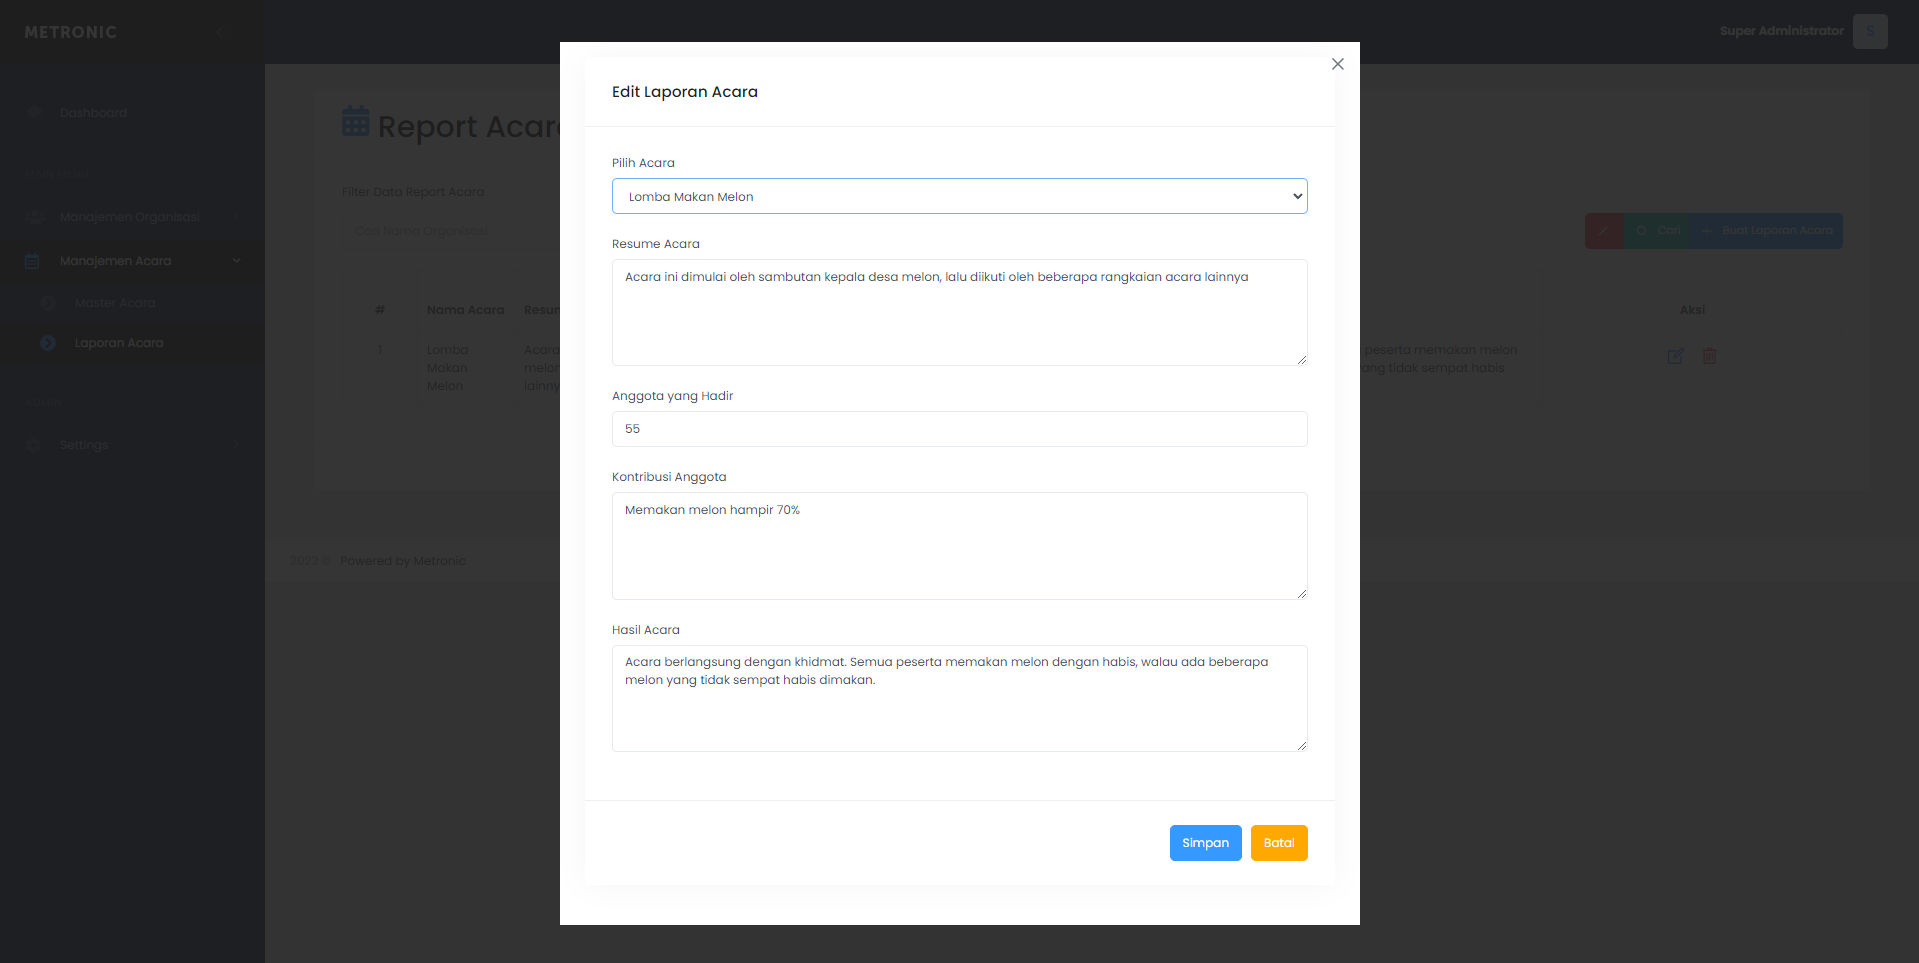 METRONIC
Super Administrator
S
Dashboard
MAIN MENU
Manajemen Organisasi
Manajemen Acara
Master Acara
Laporan Acara
ADMIN
Settings
Report Acara
Filter Data Report Acara
Cari Nama Organisasi
Cari
Buat Laporan Acara
#
Nama Acara
Resum
Aksi
1
Lomba
Makan
Melon
Acara
melon
lainny
peserta memakan melon
ang tidak sempat habis
2022 © Powered by Metronic
Edit Laporan Acara
Pilih Acara
Lomba Makan Melon
Resume Acara
Acara ini dimulai oleh sambutan kepala desa melon, lalu diikuti oleh beberapa rangkaian acara lainnya
Anggota yang Hadir
55
Kontribusi Anggota
Memakan melon hampir 70%
Hasil Acara
Acara berlangsung dengan khidmat. Semua peserta memakan melon dengan habis, walau ada beberapa
melon yang tidak sempat habis dimakan.
Simpan
Batal